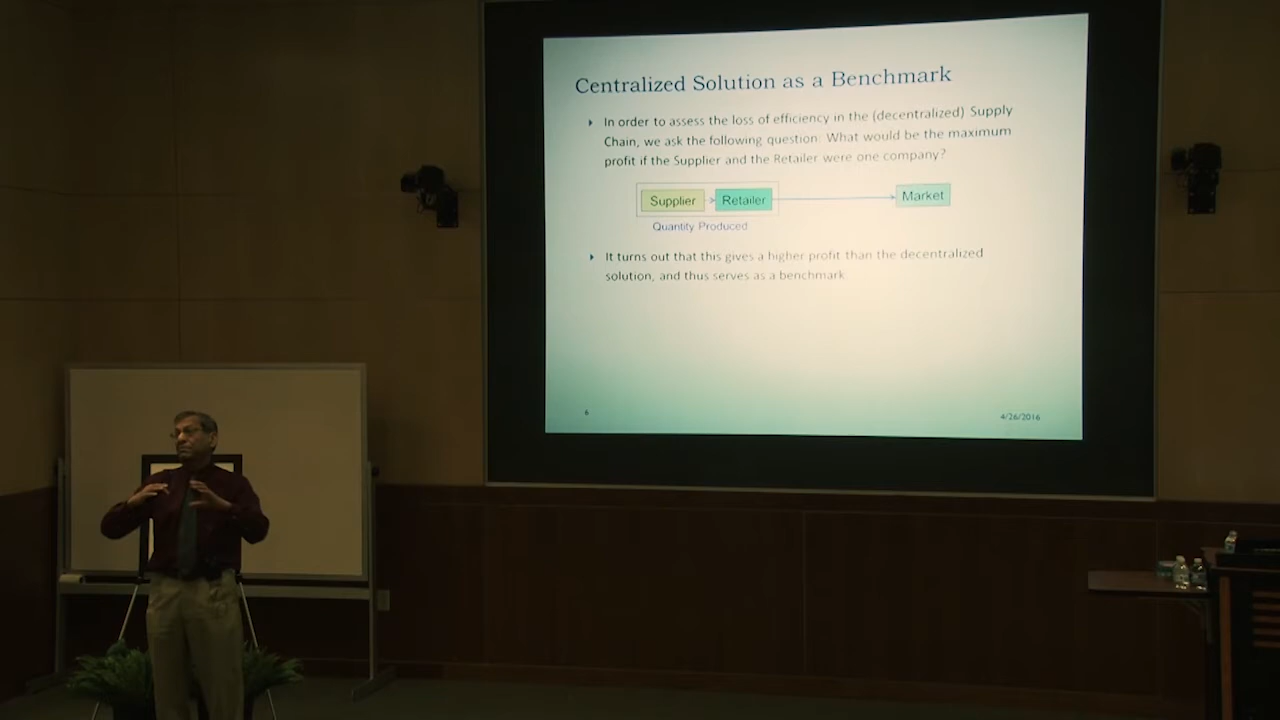 Centralized Solution as a Benchmark
In order to assess the loss of efficiency in the (decentralized) Supply
Chain, we ask the following question: What would be the maximum
profit if the Supplier and the Retailer were one company?
Supplier
Retailer
Market
Quantity Produced
It turns out that this gives a higher profit than the decentralized
solution, and thus serves as a benchmark
6
4/26/2016